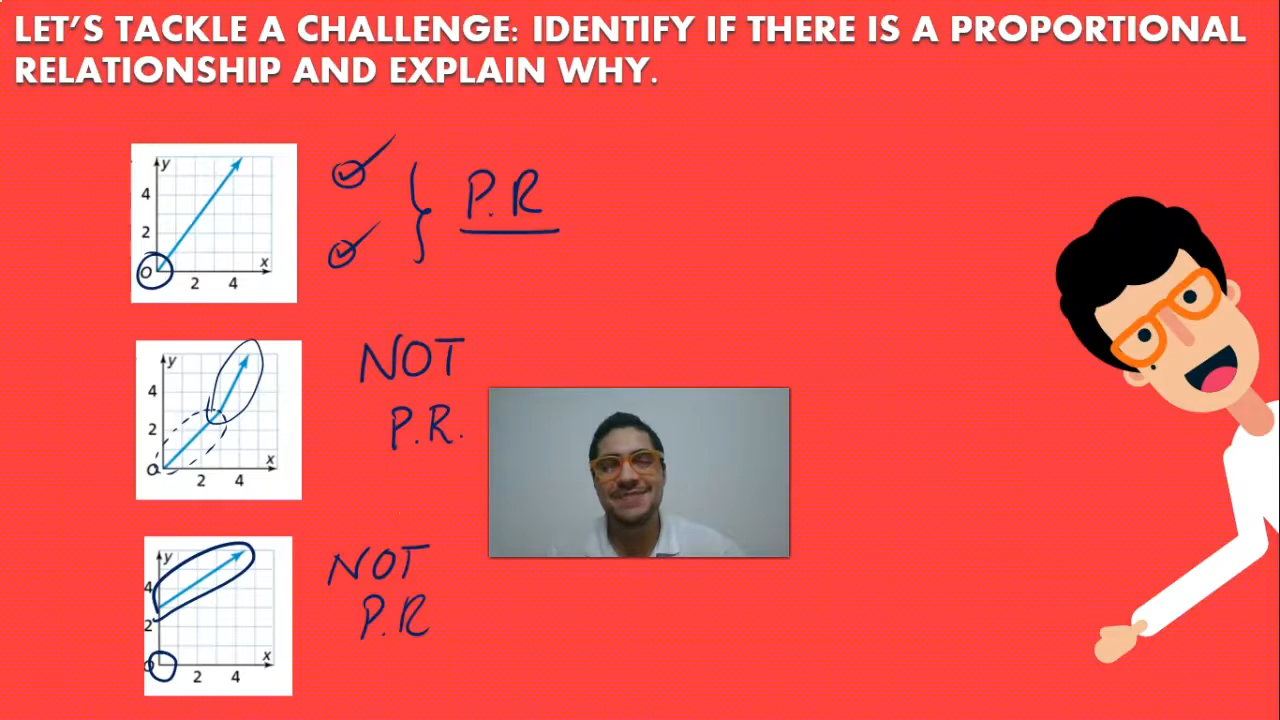 LET'S TACKLE A CHALLENGE: IDENTIFY IF THERE IS A PROPORTIONAL
RELATIONSHIP AND EXPLAIN WHY.
y
4
2
O
x
2 4
P.R
y
4
2
O
x
2 4
NOT
P.R.
y
4
2
O
x
2 4
NOT
P.R